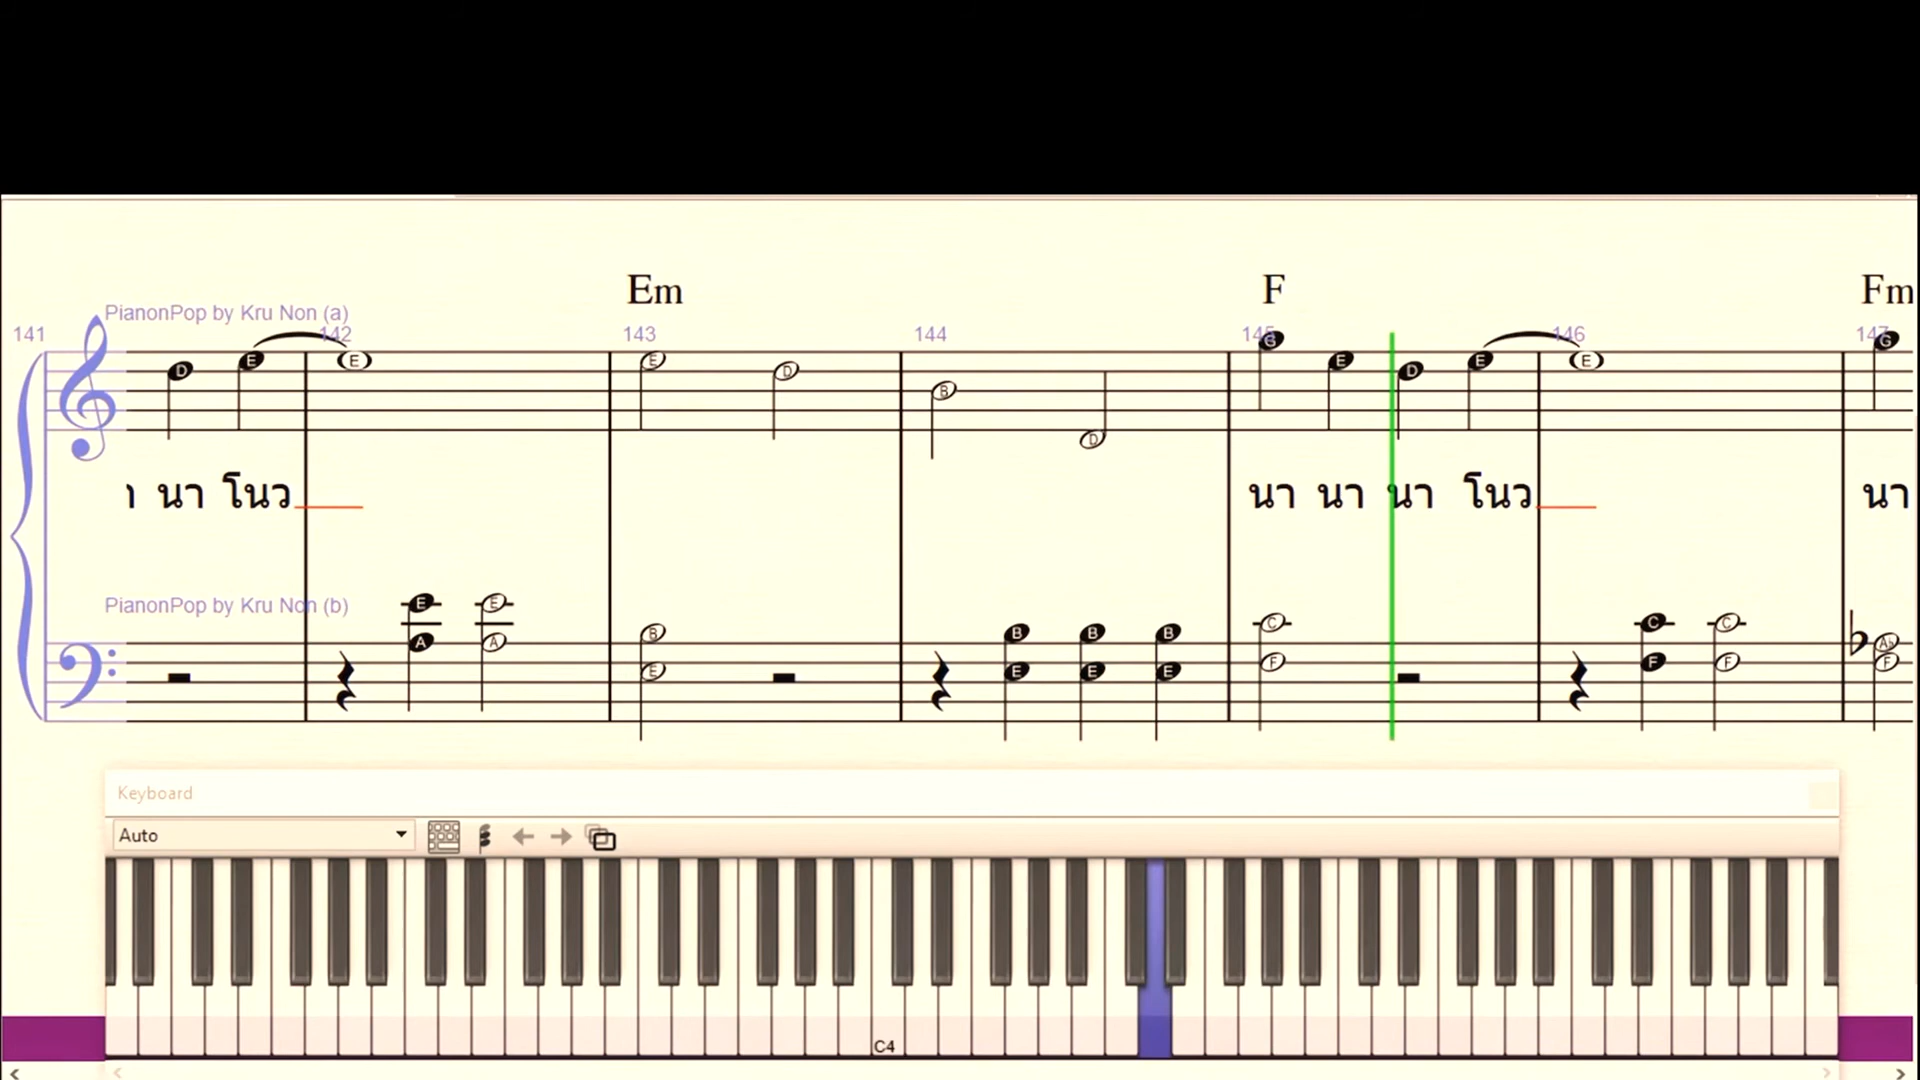 Em F Fm
PianonPop by Kru Non (a)
141 142 143 144 145 146 147
G G
E E E E E E
D D D
B
D
นา โนว นา นา นา โนว นา
PianonPop by Kru Non (b)
E E
B B B B C C C
A A A♭
E E E E F F F F
Keyboard
Auto
C4